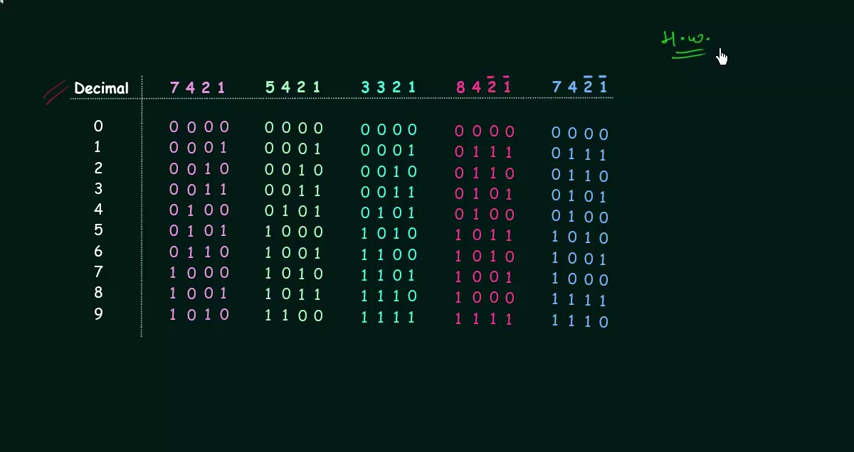 H.W.
Decimal 7 4 2 1 5 4 2 1 3 3 2 1 8 4 2̅ 1̅ 7 4 2̅ 1̅
0 0 0 0 0 0 0 0 0 0 0 0 0 0 0 0 0 0 0 0 0
1 0 0 0 1 0 0 0 1 0 0 0 1 0 1 1 1 0 1 1 1
2 0 0 1 0 0 0 1 0 0 0 1 0 0 1 1 0 0 1 1 0
3 0 0 1 1 0 0 1 1 0 0 1 1 0 1 0 1 0 1 0 1
4 0 1 0 0 0 1 0 1 0 1 0 1 0 1 0 0 0 1 0 0
5 0 1 0 1 1 0 0 0 1 0 1 0 1 0 1 1 1 0 1 0
6 0 1 1 0 1 0 0 1 1 1 0 0 1 0 1 0 1 0 0 1
7 1 0 0 0 1 0 1 0 1 1 0 1 1 0 0 1 1 0 0 0
8 1 0 0 1 1 0 1 1 1 1 1 0 1 0 0 0 1 1 1 1
9 1 0 1 0 1 1 0 0 1 1 1 1 1 1 1 1 1 1 1 0